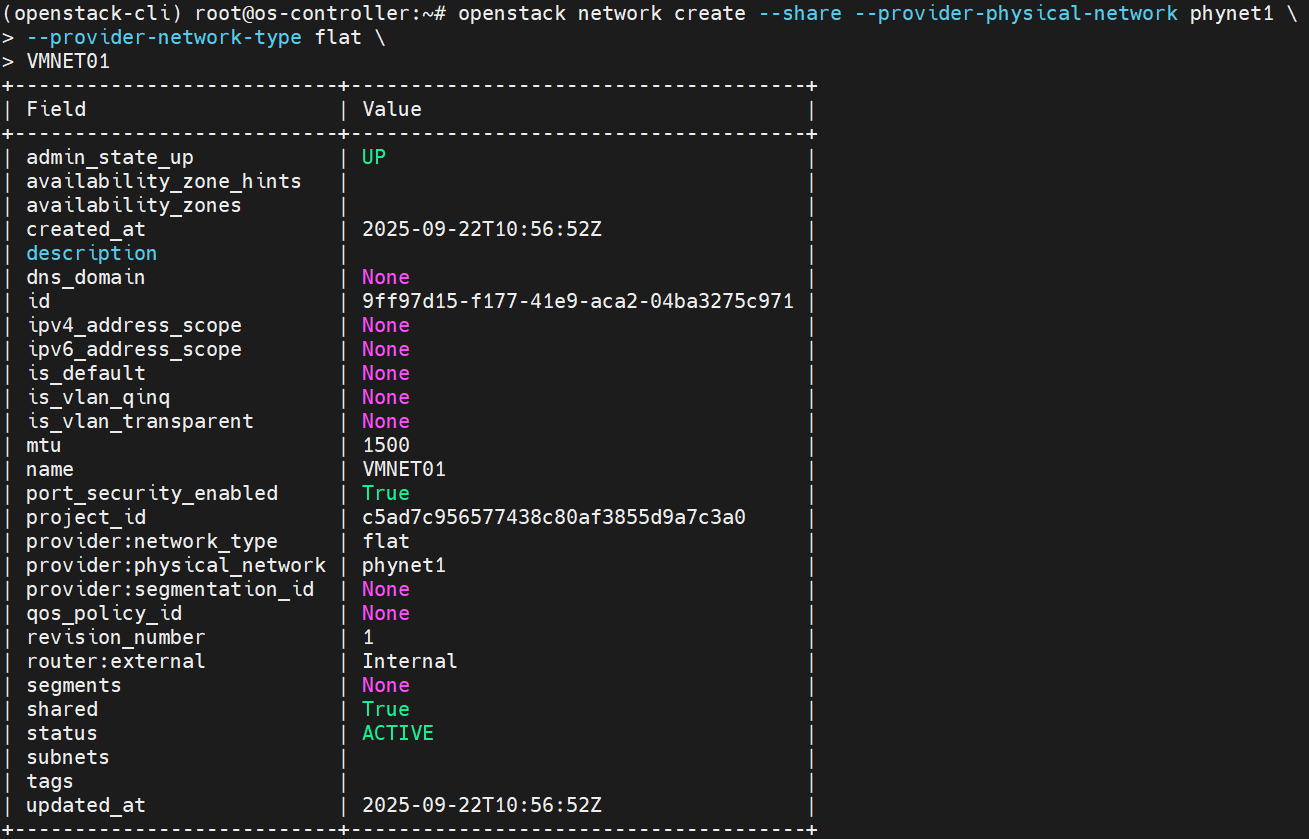 (openstack-cli) root@os-controller:~# openstack network create --share --provider-physical-network phynet1 \
> --provider-network-type flat \
> VMNET01
+---------------------------+--------------------------------------+
| Field                     | Value                                |
+---------------------------+--------------------------------------+
| admin_state_up            | UP                                   |
| availability_zone_hints   |                                      |
| availability_zones        |                                      |
| created_at                | 2025-09-22T10:56:52Z                 |
| description               |                                      |
| dns_domain                | None                                 |
| id                        | 9ff97d15-f177-41e9-aca2-04ba3275c971 |
| ipv4_address_scope        | None                                 |
| ipv6_address_scope        | None                                 |
| is_default                | None                                 |
| is_vlan_qinq              | None                                 |
| is_vlan_transparent       | None                                 |
| mtu                       | 1500                                 |
| name                      | VMNET01                              |
| port_security_enabled     | True                                 |
| project_id                | c5ad7c956577438c80af3855d9a7c3a0     |
| provider:network_type     | flat                                 |
| provider:physical_network | phynet1                              |
| provider:segmentation_id  | None                                 |
| qos_policy_id             | None                                 |
| revision_number           | 1                                    |
| router:external           | Internal                             |
| segments                  | None                                 |
| shared                    | True                                 |
| status                    | ACTIVE                               |
| subnets                   |                                      |
| tags                      |                                      |
| updated_at                | 2025-09-22T10:56:52Z                 |
+---------------------------+--------------------------------------+